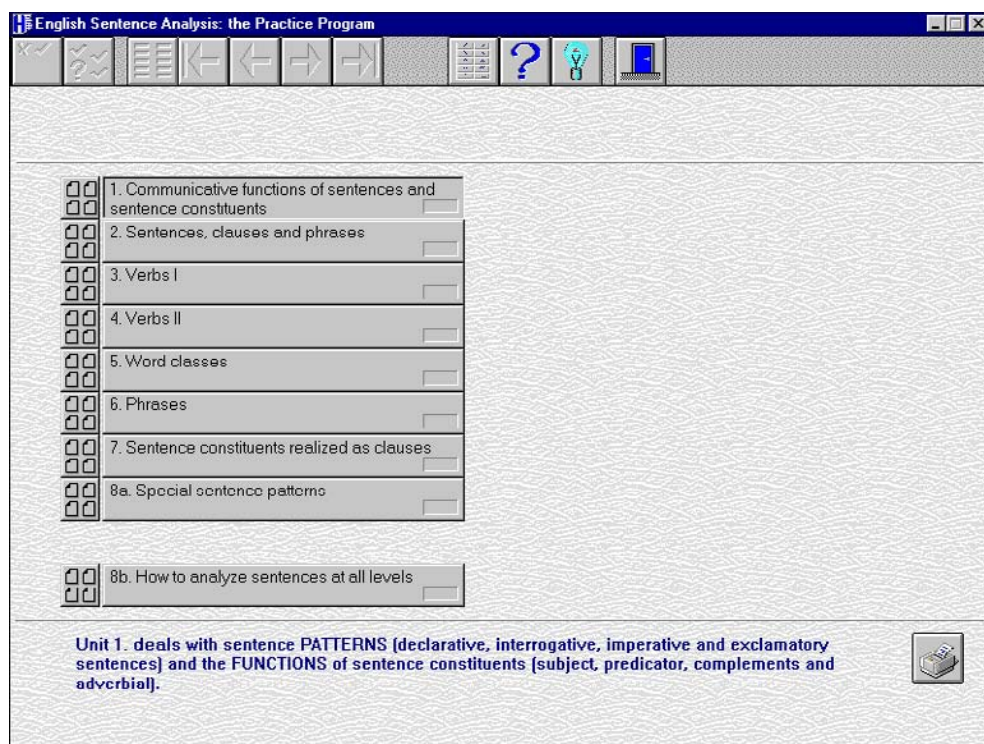 English Sentence Analysis: the Practice Program
1. Communicative functions of sentences and
sentence constituents
2. Sentences, clauses and phrases
3. Verbs I
4. Verbs II
5. Word classes
6. Phrases
7. Sentence constituents realized as clauses
8a. Special sentence patterns
8b. How to analyze sentences at all levels
Unit 1. deals with sentence PATTERNS (declarative, interrogative, imperative and exclamatory
sentences) and the FUNCTIONS of sentence constituents (subject, predicator, complements and
adverbial).